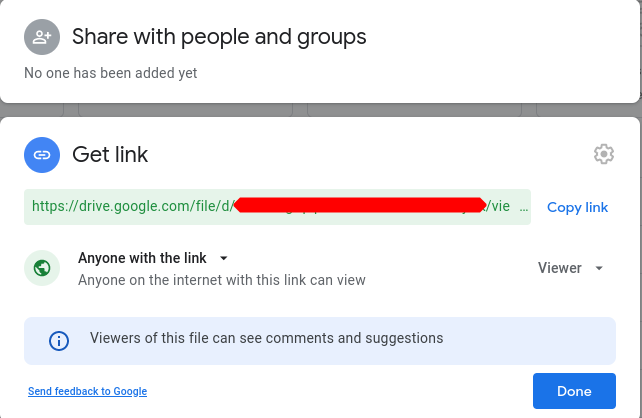 Share with people and groups
No one has been added yet
Get link
https://drive.google.com/file/d/ /vie ...
Copy link
Anyone with the link
Anyone on the internet with this link can view
Viewer
Viewers of this file can see comments and suggestions
Send feedback to Google
Done